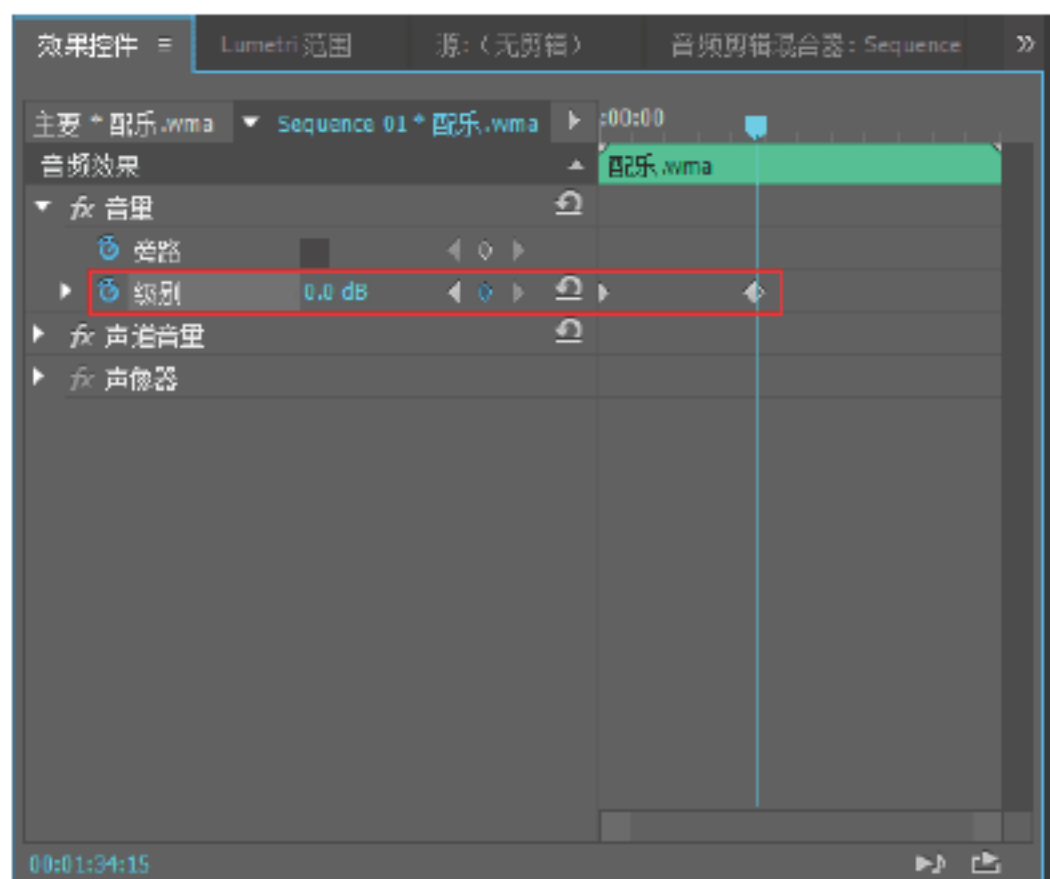 效果控件 Lumetri 范围 源:（无剪辑） 音频剪辑混合器: Sequence
主要 * 配乐.wma Sequence 01 * 配乐.wma :00:00
音频效果 配乐.wma
fx 音量
旁路
级别 0.0 dB
fx 声道音量
fx 声像器
00:01:34:15